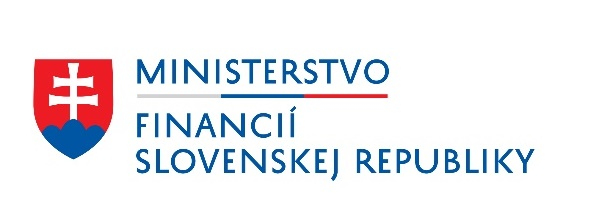 MINISTERSTVO
FINANCIÍ
SLOVENSKEJ REPUBLIKY